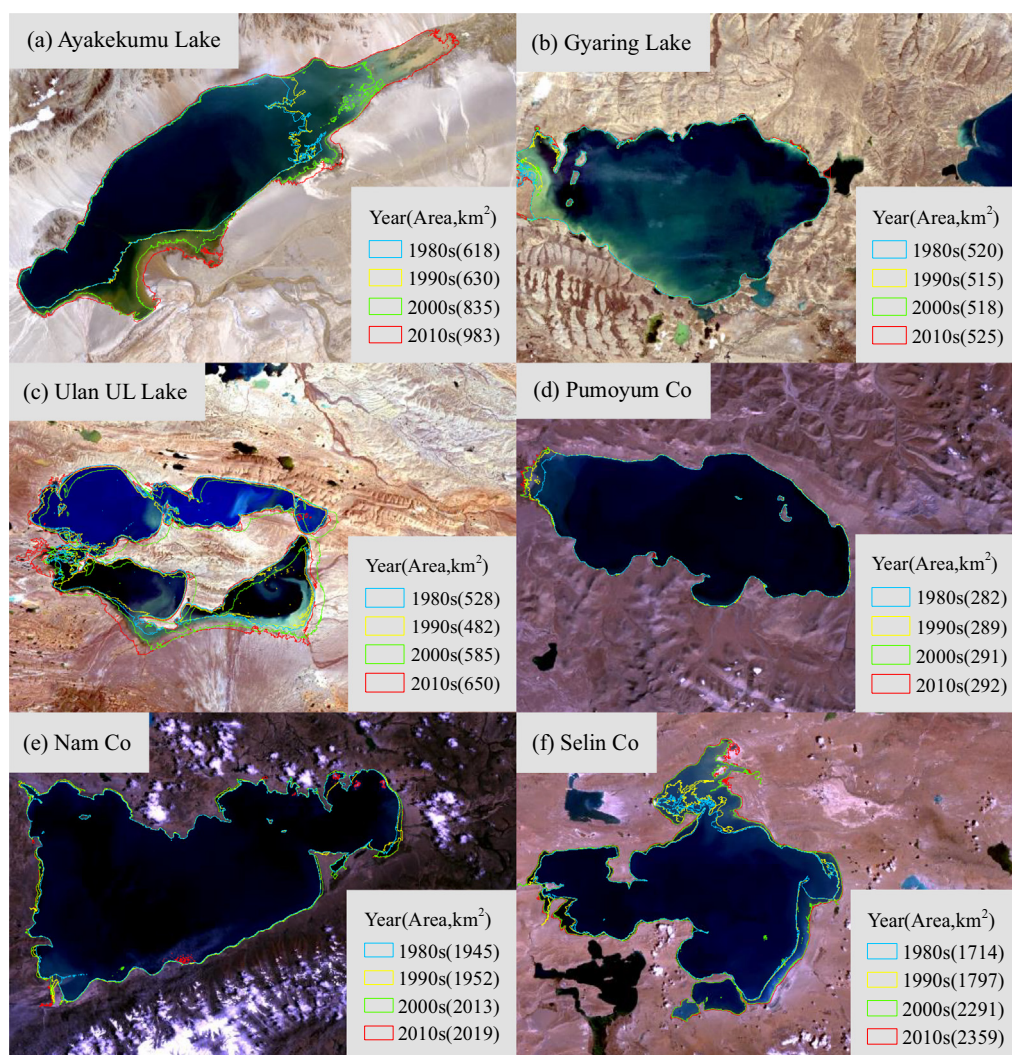 (a) Ayakekumu Lake
Year(Area,km²)
1980s(618)
1990s(630)
2000s(835)
2010s(983)
(b) Gyaring Lake
Year(Area,km²)
1980s(520)
1990s(515)
2000s(518)
2010s(525)
(c) Ulan UL Lake
Year(Area,km²)
1980s(528)
1990s(482)
2000s(585)
2010s(650)
(d) Pumoyum Co
Year(Area,km²)
1980s(282)
1990s(289)
2000s(291)
2010s(292)
(e) Nam Co
Year(Area,km²)
1980s(1945)
1990s(1952)
2000s(2013)
2010s(2019)
(f) Selin Co
Year(Area,km²)
1980s(1714)
1990s(1797)
2000s(2291)
2010s(2359)